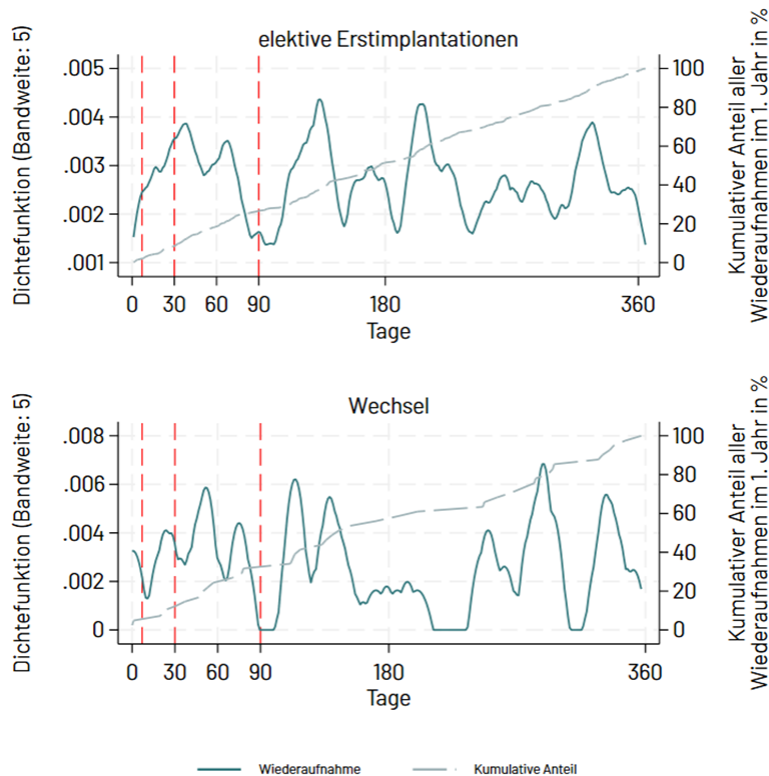 elektive Erstimplantationen
Dichtefunktion (Bandweite: 5)
.005
.004
.003
.002
.001
100
80
60
40
20
0
Kumulativer Anteil aller
Wiederaufnahmen im 1. Jahr in %
0 30 60 90 180 360
Tage
Wechsel
Dichtefunktion (Bandweite: 5)
.008
.006
.004
.002
0
100
80
60
40
20
0
Kumulativer Anteil aller
Wiederaufnahmen im 1. Jahr in %
0 30 60 90 180 360
Tage
Wiederaufnahme Kumulative Anteil